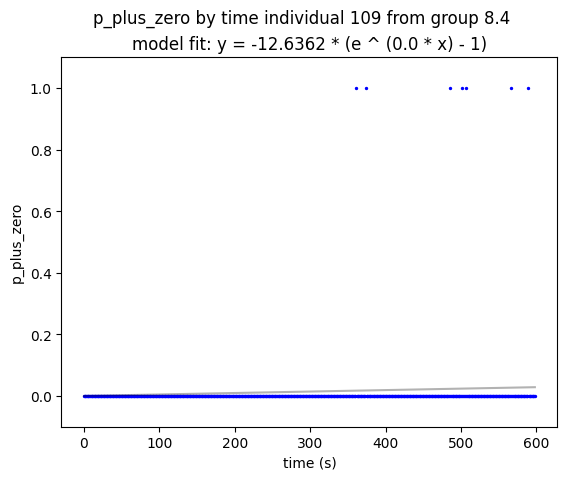 p_plus_zero by time individual 109 from group 8.4
model fit: y = -12.6362 * (e ^ (0.0 * x) - 1)
1.0
0.8
0.6
0.4
0.2
0.0
p_plus_zero
0 100 200 300 400 500 600
time (s)